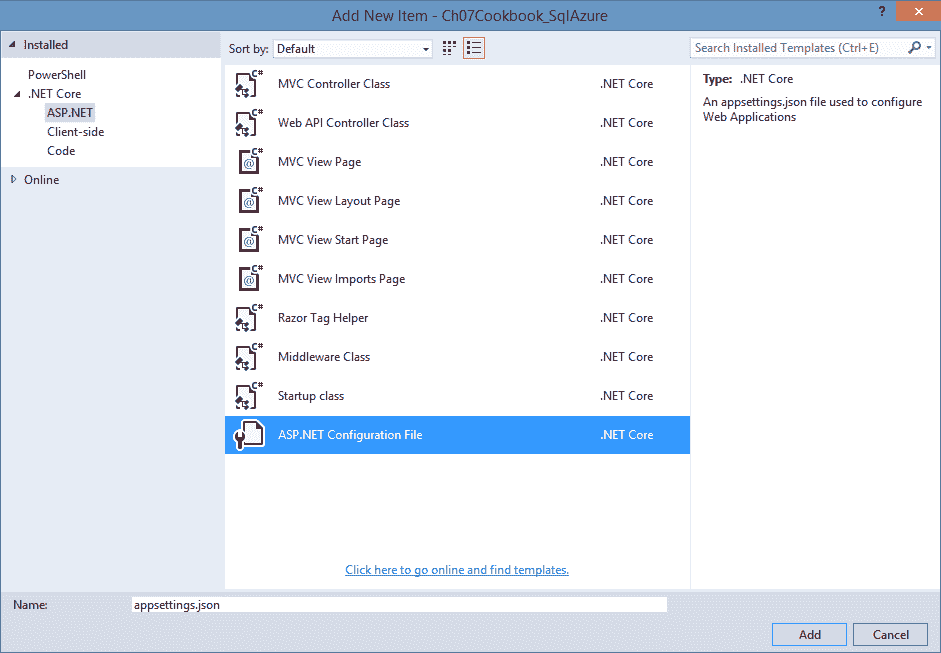 Add New Item - Ch07Cookbook_SqlAzure
?
Installed
Sort by: Default
Search Installed Templates (Ctrl+E)
PowerShell
.NET Core
ASP.NET
Client-side
Code
Online
C# MVC Controller Class .NET Core
C# Web API Controller Class .NET Core
C# @ MVC View Page .NET Core
C# @ MVC View Layout Page .NET Core
C# @ MVC View Start Page .NET Core
C# @ MVC View Imports Page .NET Core
C# Razor Tag Helper .NET Core
C# Middleware Class .NET Core
C# Startup class .NET Core
ASP.NET Configuration File .NET Core
Type: .NET Core
An appsettings.json file used to configure
Web Applications
Click here to go online and find templates.
Name: appsettings.json
Add Cancel